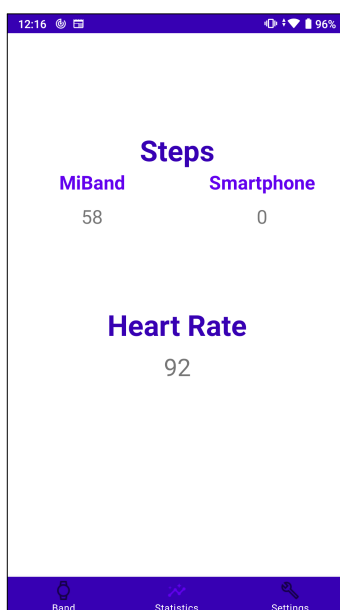 12:16 96%
Steps
MiBand Smartphone
58 0
Heart Rate
92
Band Statistics Settings